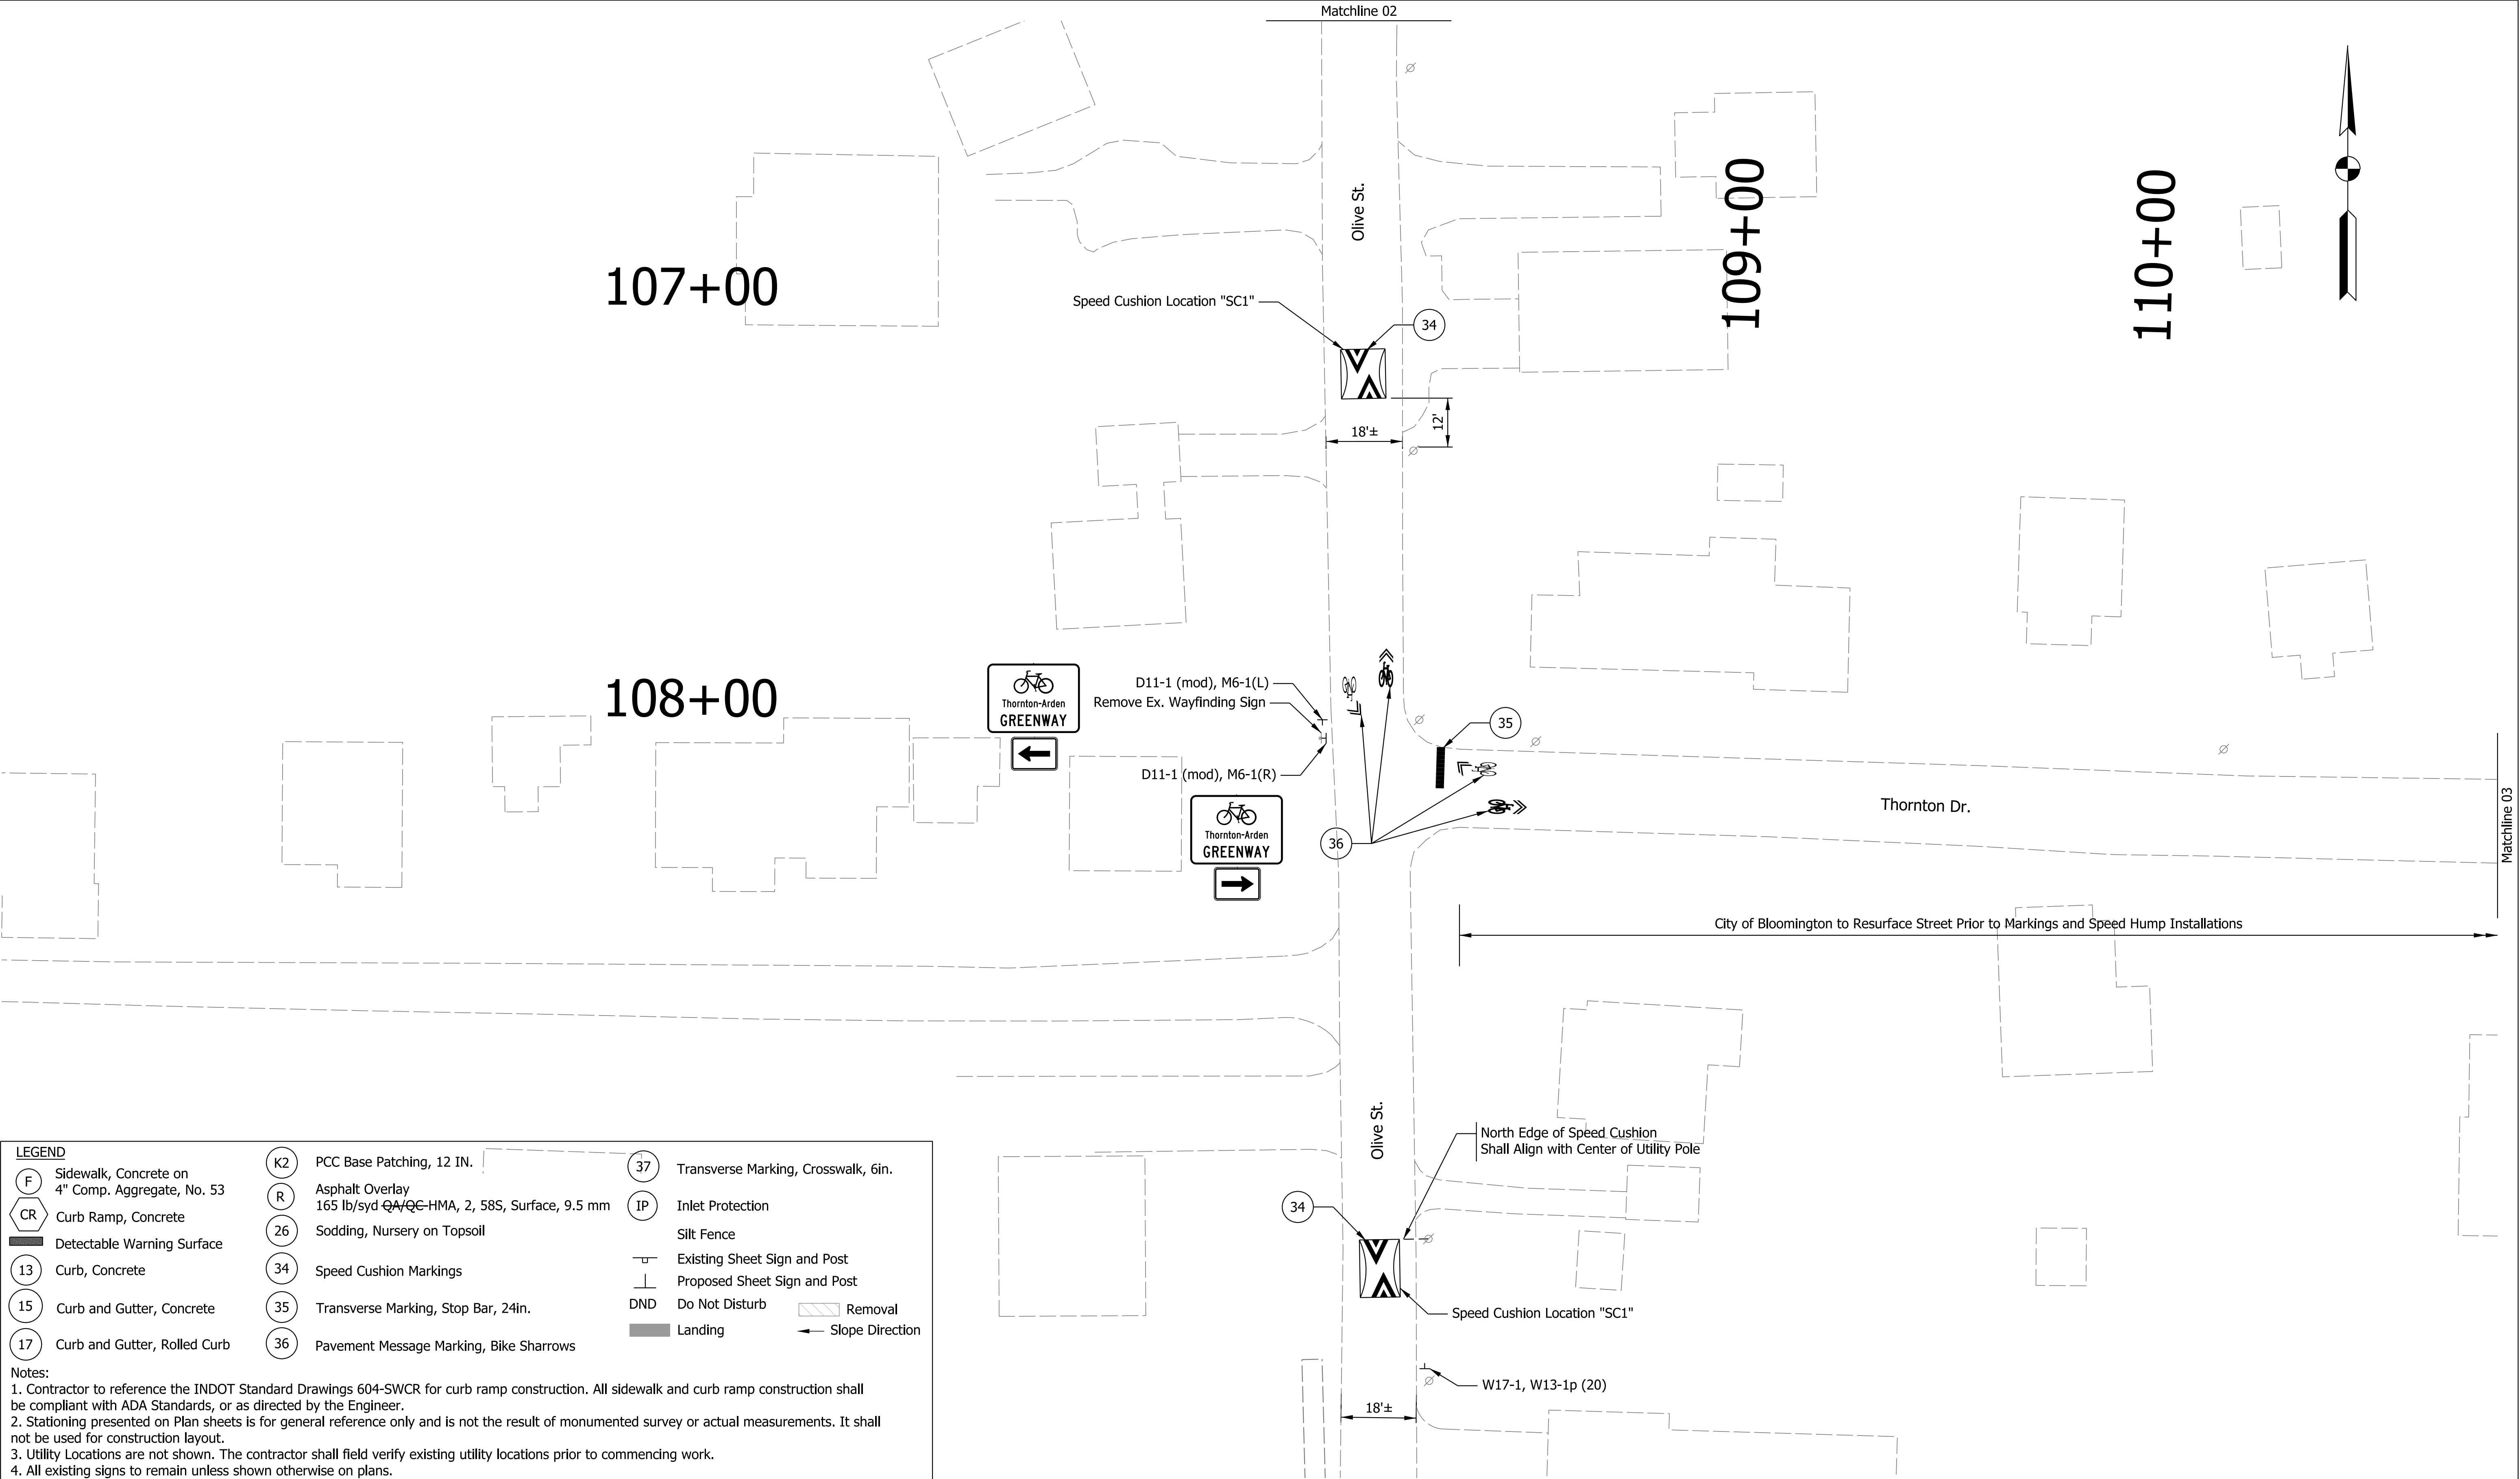 Matchline 02
Olive St.
107+00
109+00
110+00
Speed Cushion Location "SC1"
34
12'
18'±
108+00
Thornton-Arden
GREENWAY
D11-1 (mod), M6-1(L)
Remove Ex. Wayfinding Sign
D11-1 (mod), M6-1(R)
Thornton-Arden
GREENWAY
35
36
Thornton Dr.
Matchline 03
City of Bloomington to Resurface Street Prior to Markings and Speed Hump Installations
Olive St.
North Edge of Speed Cushion
Shall Align with Center of Utility Pole
34
Speed Cushion Location "SC1"
W17-1, W13-1p (20)
18'±
LEGEND
F
Sidewalk, Concrete on
4" Comp. Aggregate, No. 53
CR
Curb Ramp, Concrete
Detectable Warning Surface
13
Curb, Concrete
15
Curb and Gutter, Concrete
17
Curb and Gutter, Rolled Curb
K2
PCC Base Patching, 12 IN.
R
Asphalt Overlay
165 lb/syd QA/QC-HMA, 2, 58S, Surface, 9.5 mm
26
Sodding, Nursery on Topsoil
34
Speed Cushion Markings
35
Transverse Marking, Stop Bar, 24in.
36
Pavement Message Marking, Bike Sharrows
37
Transverse Marking, Crosswalk, 6in.
IP
Inlet Protection
Silt Fence
Existing Sheet Sign and Post
Proposed Sheet Sign and Post
DND
Do Not Disturb
Removal
Landing
Slope Direction
Notes:
1. Contractor to reference the INDOT Standard Drawings 604-SWCR for curb ramp construction. All sidewalk and curb ramp construction shall
be compliant with ADA Standards, or as directed by the Engineer.
2. Stationing presented on Plan sheets is for general reference only and is not the result of monumented survey or actual measurements. It shall
not be used for construction layout.
3. Utility Locations are not shown. The contractor shall field verify existing utility locations prior to commencing work.
4. All existing signs to remain unless shown otherwise on plans.